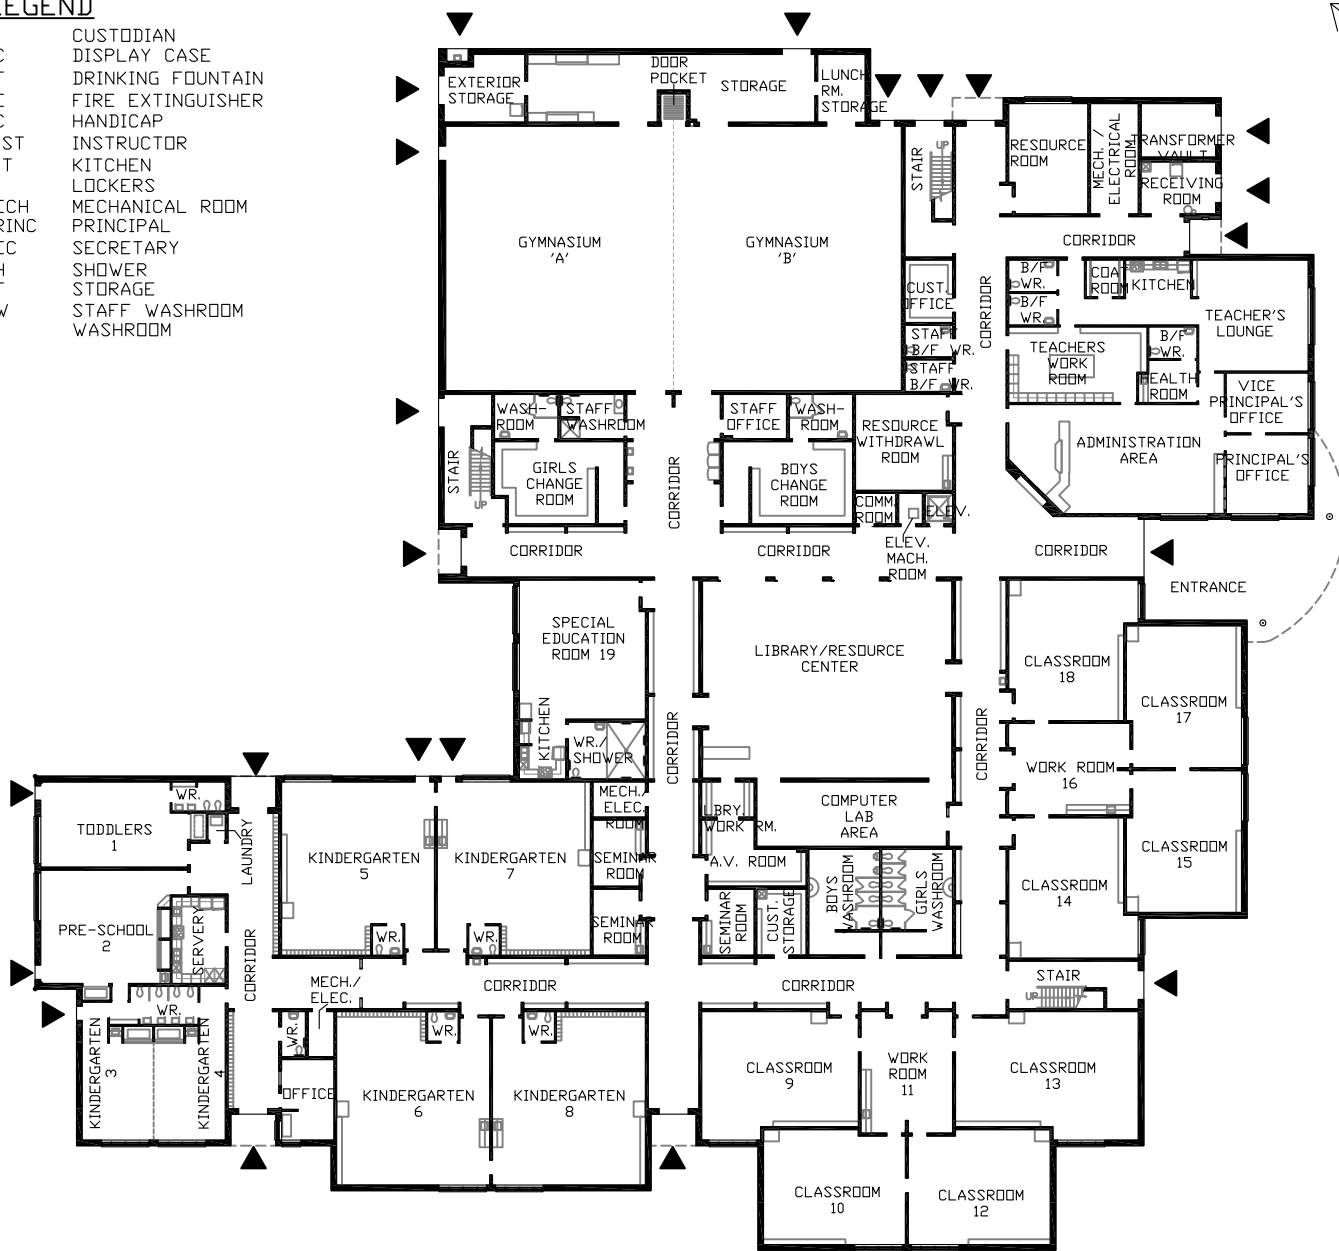 LEGEND
CUSTODIAN
DISPLAY CASE
DRINKING FOUNTAIN
FIRE EXTINGUISHER
HANDICAP
INSTRUCTOR
KITCHEN
LOCKERS
MECHANICAL ROOM
PRINCIPAL
SECRETARY
SHOWER
STORAGE
STAFF WASHROOM
WASHROOM
EXTERIOR
STORAGE
DOOR
POCKET
STORAGE
LUNCH
RM.
STORAGE
GYMNASIUM
'A'
GYMNASIUM
'B'
STAIR
UP
RESOURCE
ROOM
MECH./
ELECTRICAL
ROOM
TRANSFORMER
VAULT
RECEIVING
ROOM
CORRIDOR
CORRIDOR
CUST.
OFFICE
STAFF
B/F WR.
STAFF
B/F WR.
B/F
WR.
B/F
WR.
COAT
ROOM
KITCHEN
TEACHER'S
LOUNGE
TEACHERS
WORK
ROOM
B/F
WR.
HEALTH
ROOM
VICE
PRINCIPAL'S
OFFICE
ADMINISTRATION
AREA
PRINCIPAL'S
OFFICE
STAIR
UP
WASH-
ROOM
STAFF
WASHROOM
GIRLS
CHANGE
ROOM
CORRIDOR
STAFF
OFFICE
WASH-
ROOM
BOYS
CHANGE
ROOM
RESOURCE
WITHDRAWL
ROOM
COMM.
ROOM
ELEV.
ELEV.
MACH.
ROOM
CORRIDOR
CORRIDOR
CORRIDOR
ENTRANCE
SPECIAL
EDUCATION
ROOM 19
KITCHEN
WR./
SHOWER
CORRIDOR
LIBRARY/RESOURCE
CENTER
CORRIDOR
CLASSROOM
18
CLASSROOM
17
WORK ROOM
16
CLASSROOM
15
CLASSROOM
14
COMPUTER
LAB
AREA
LBRY.
WORK RM.
A.V. ROOM
MECH./
ELEC.
ROOM
SEMINAR
ROOM
SEMINAR
ROOM
SEMINAR
ROOM
CUST.
STORAGE
BOYS
WASHROOM
GIRLS
WASHROOM
TODDLERS
1
WR.
LAUNDRY
PRE-SCHOOL
2
SERVERY
CORRIDOR
KINDERGARTEN
5
WR.
KINDERGARTEN
7
WR.
MECH./
ELEC.
CORRIDOR
CORRIDOR
STAIR
UP
WR.
KINDERGARTEN
3
KINDERGARTEN
4
WR.
OFFICE
WR.
KINDERGARTEN
6
WR.
KINDERGARTEN
8
CLASSROOM
9
WORK
ROOM
11
CLASSROOM
13
CLASSROOM
10
CLASSROOM
12